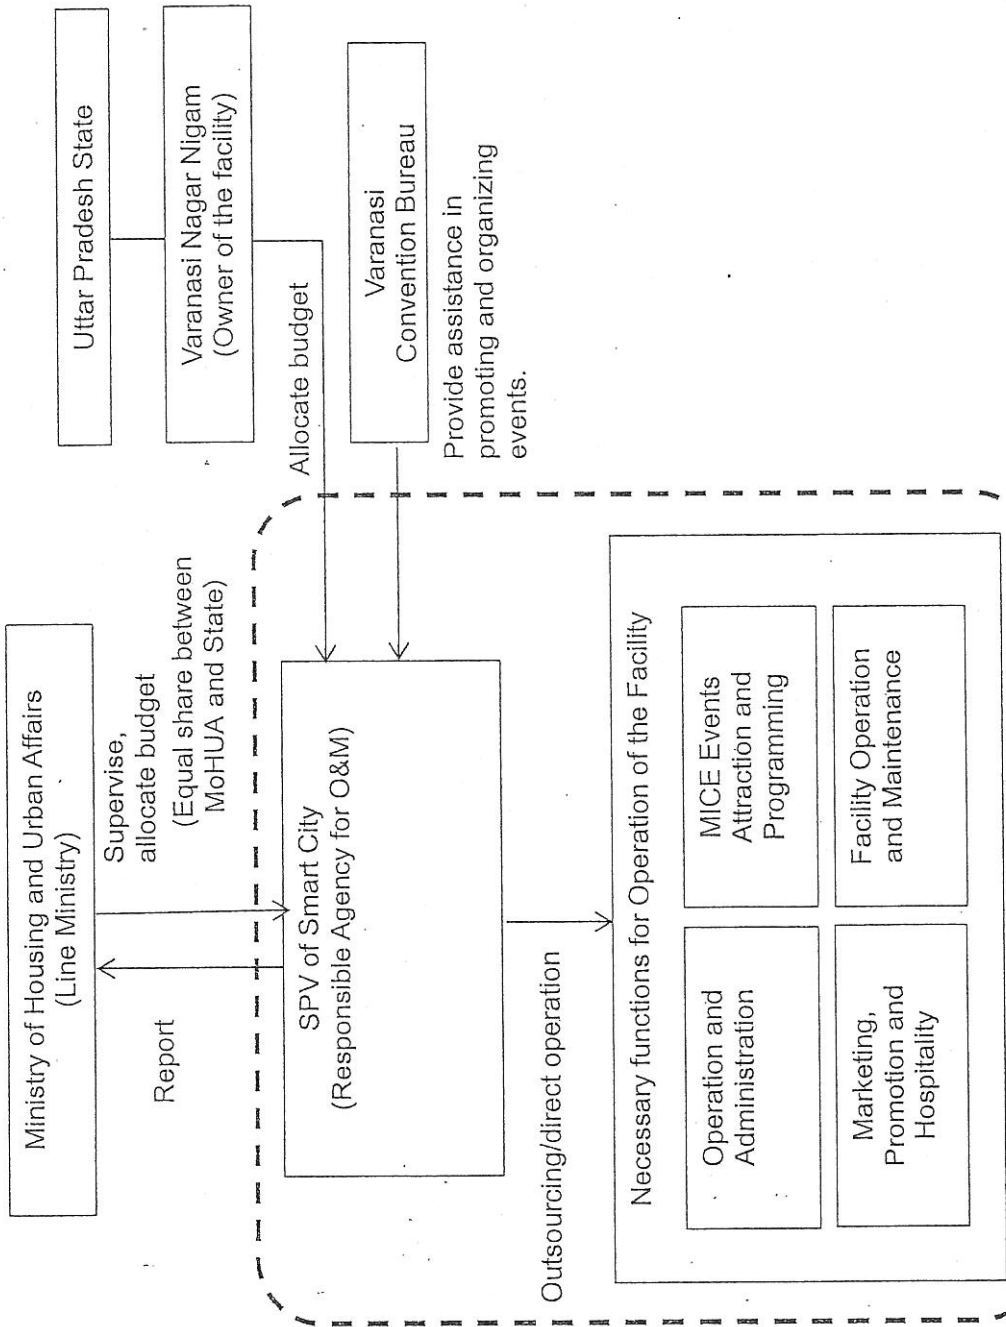 Ministry of Housing and Urban Affairs
(Line Ministry)
Uttar Pradesh State
Varanasi Nagar Nigam
(Owner of the facility)
Report
Supervise,
allocate budget
(Equal share between
MoHUA and State)
Allocate budget
Varanasi
Convention Bureau
Provide assistance in
promoting and organizing
events.
SPV of Smart City
(Responsible Agency for O&M)
Outsourcing/direct operation
Necessary functions for Operation of the Facility
Operation and
Administration
MICE Events
Attraction and
Programming
Marketing,
Promotion and
Hospitality
Facility Operation
and Maintenance